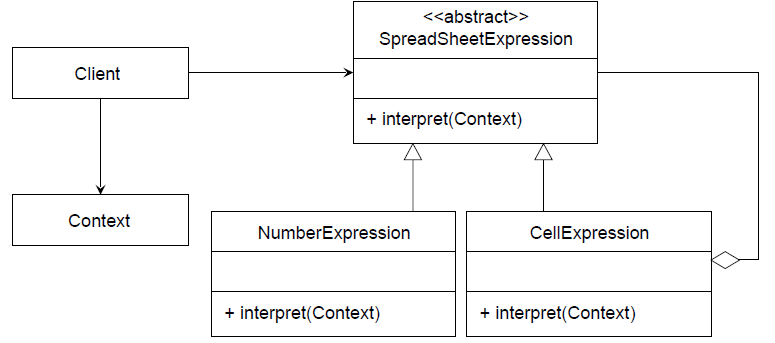 <<abstract>>
SpreadSheetExpression
+ interpret(Context)
Client
Context
NumberExpression
+ interpret(Context)
CellExpression
+ interpret(Context)